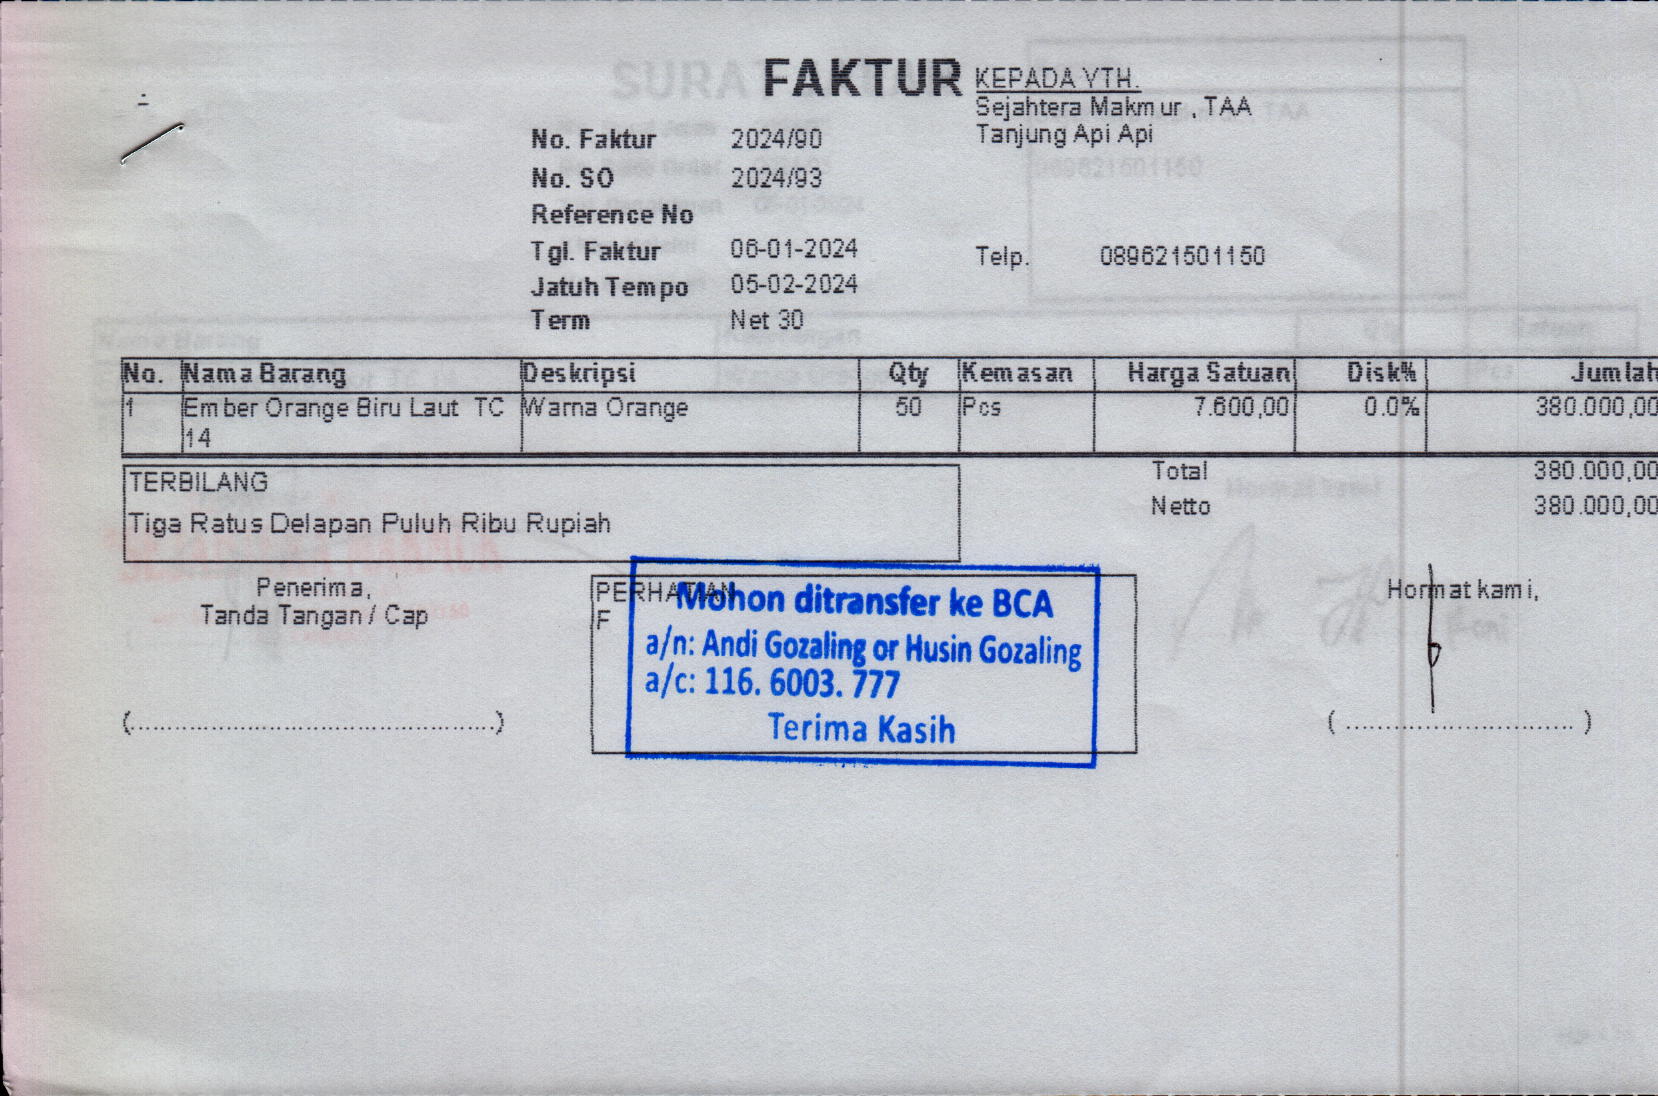 FAKTUR
No. Faktur 2024/90
No. SO 2024/93
Reference No
Tgl. Faktur 06-01-2024
Jatuh Tempo 05-02-2024
Term Net 30
KEPADA YTH.
Sejahtera Makmur , TAA
Tanjung Api Api
Telp. 089621501150
No. Nama Barang Deskripsi Qty Kemasan Harga Satuan Disk% Jumlah
1 Ember Orange Biru Laut TC 14 Warna Orange 50 Pcs 7.600,00 0.0% 380.000,00
Total 380.000,00
Netto 380.000,00
TERBILANG
Tiga Ratus Delapan Puluh Ribu Rupiah
Penerima,
Tanda Tangan / Cap
(..........................................)
PERHATIAN
F
Mohon ditransfer ke BCA
a/n: Andi Gozaling or Husin Gozaling
a/c: 116. 6003. 777
Terima Kasih
Hormat kami,
( ............................ )